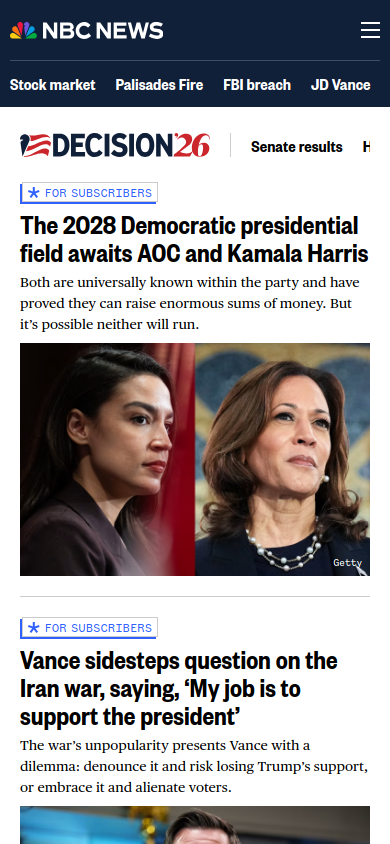 NBC NEWS
Stock market Palisades Fire FBI breach JD Vance
DECISION'26 Senate results
FOR SUBSCRIBERS
The 2028 Democratic presidential
field awaits AOC and Kamala Harris
Both are universally known within the party and have
proved they can raise enormous sums of money. But
it’s possible neither will run.
Getty
FOR SUBSCRIBERS
Vance sidesteps question on the
Iran war, saying, ‘My job is to
support the president’
The war’s unpopularity presents Vance with a
dilemma: denounce it and risk losing Trump’s support,
or embrace it and alienate voters.